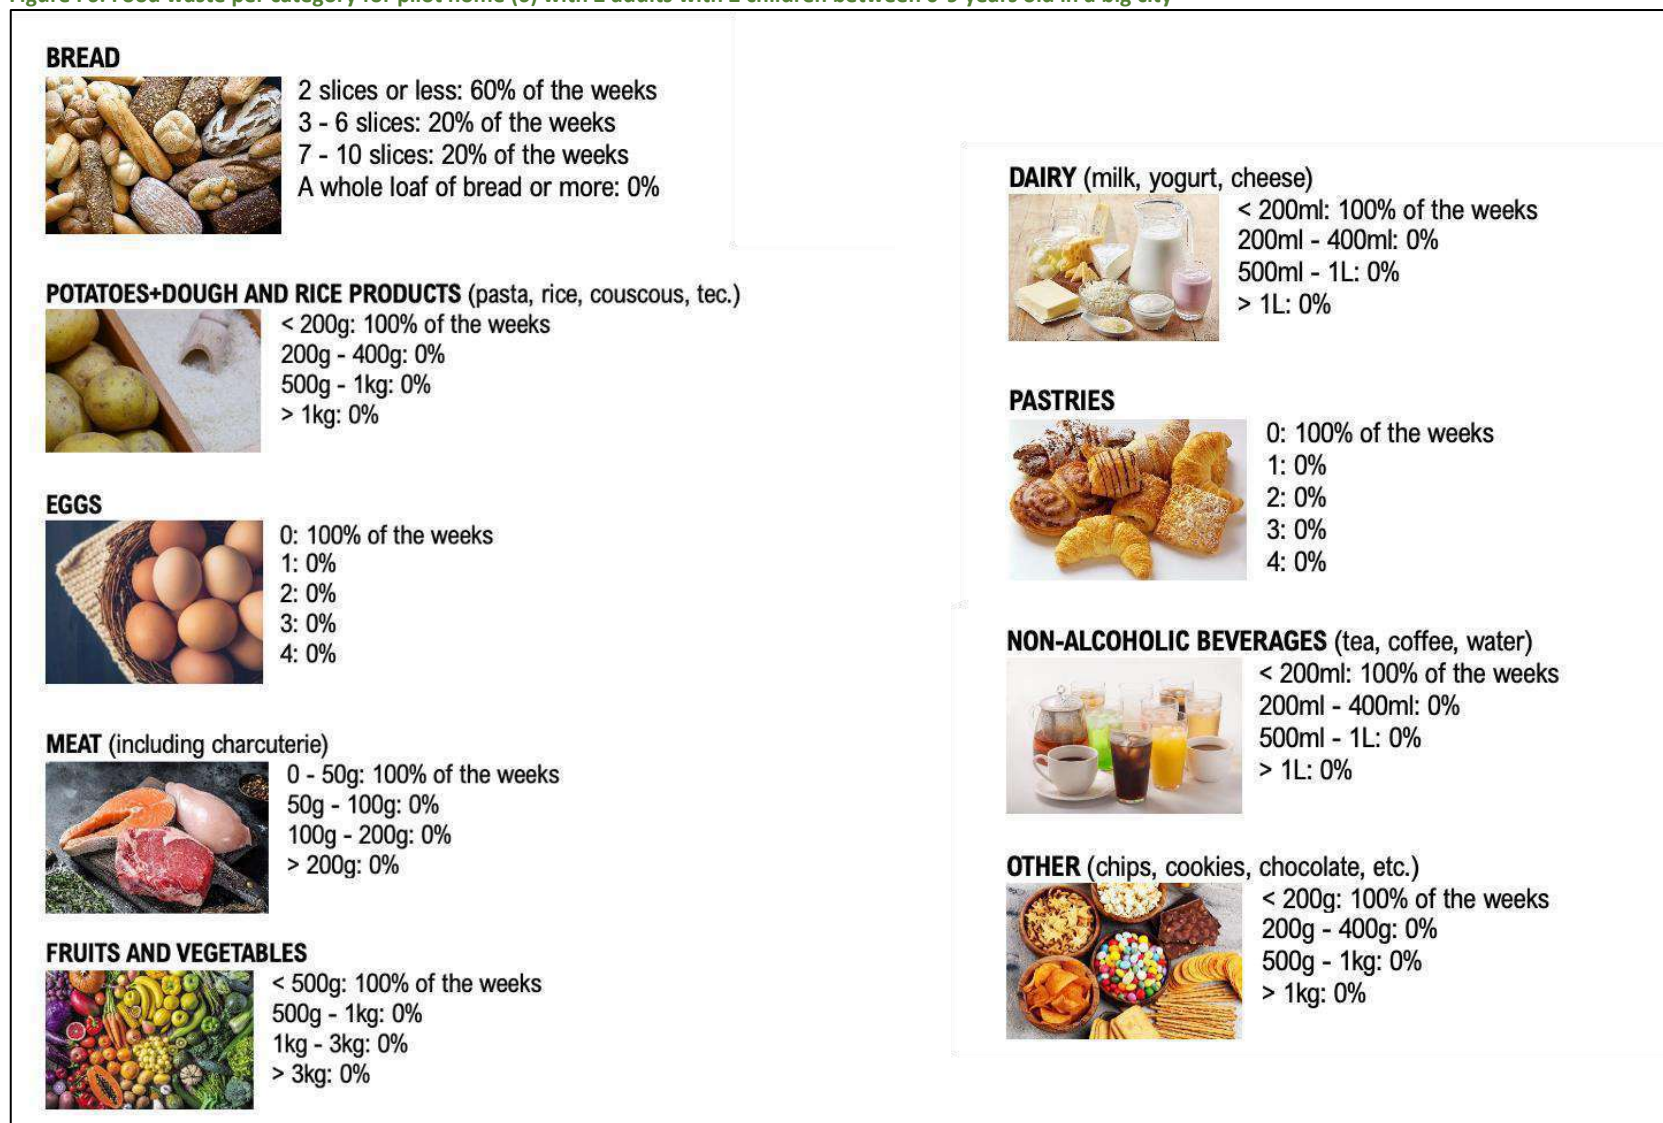 BREAD
2 slices or less: 60% of the weeks
3 - 6 slices: 20% of the weeks
7 - 10 slices: 20% of the weeks
A whole loaf of bread or more: 0%
POTATOES+DOUGH AND RICE PRODUCTS (pasta, rice, couscous, tec.)
< 200g: 100% of the weeks
200g - 400g: 0%
500g - 1kg: 0%
> 1kg: 0%
EGGS
0: 100% of the weeks
1: 0%
2: 0%
3: 0%
4: 0%
MEAT (including charcuterie)
0 - 50g: 100% of the weeks
50g - 100g: 0%
100g - 200g: 0%
> 200g: 0%
FRUITS AND VEGETABLES
< 500g: 100% of the weeks
500g - 1kg: 0%
1kg - 3kg: 0%
> 3kg: 0%
DAIRY (milk, yogurt, cheese)
< 200ml: 100% of the weeks
200ml - 400ml: 0%
500ml - 1L: 0%
> 1L: 0%
PASTRIES
0: 100% of the weeks
1: 0%
2: 0%
3: 0%
4: 0%
NON-ALCOHOLIC BEVERAGES (tea, coffee, water)
< 200ml: 100% of the weeks
200ml - 400ml: 0%
500ml - 1L: 0%
> 1L: 0%
OTHER (chips, cookies, chocolate, etc.)
< 200g: 100% of the weeks
200g - 400g: 0%
500g - 1kg: 0%
> 1kg: 0%